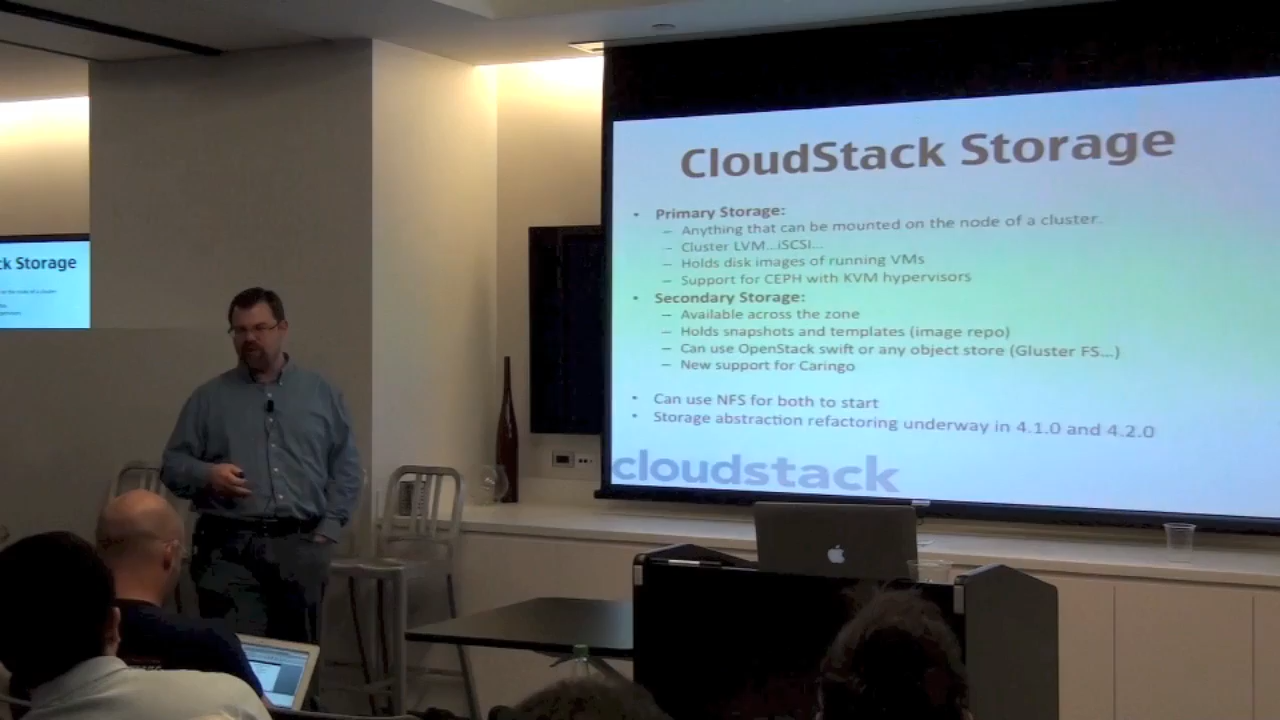 CloudStack Storage
• Primary Storage:
– Anything that can be mounted on the node of a cluster.
– Cluster LVM...iSCSI...
– Holds disk images of running VMs
– Support for CEPH with KVM hypervisors
• Secondary Storage:
– Available across the zone
– Holds snapshots and templates (image repo)
– Can use OpenStack swift or any object store (Gluster FS...)
– New support for Caringo
• Can use NFS for both to start
• Storage abstraction refactoring underway in 4.1.0 and 4.2.0
cloudstack
ck Storage